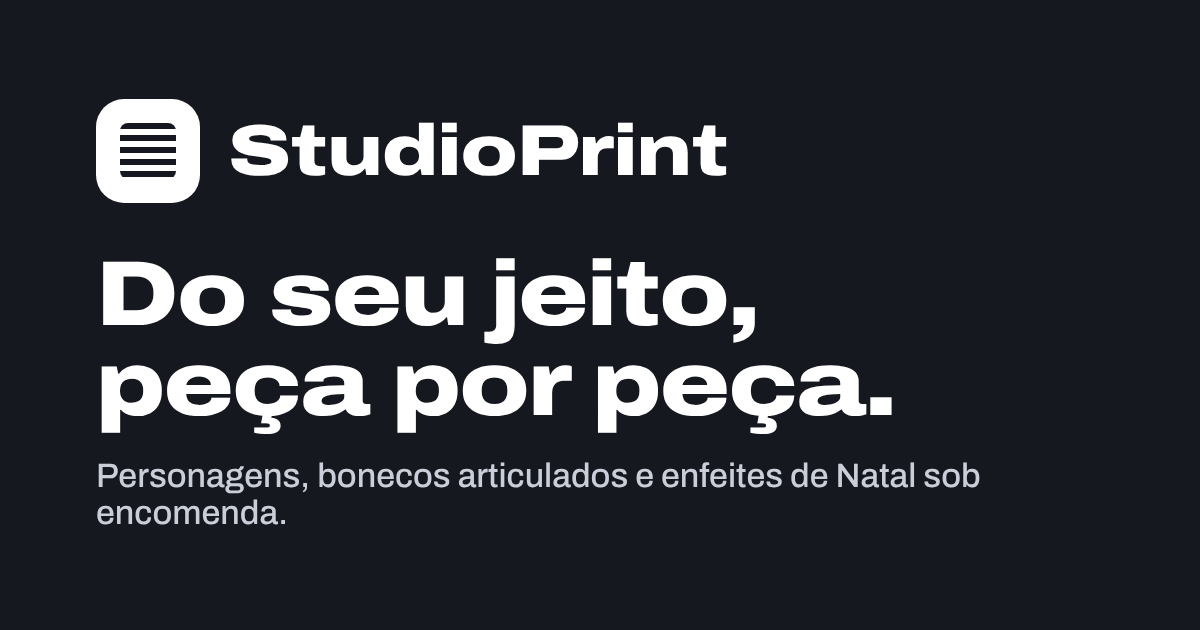 StudioPrint
Do seu jeito,
peça por peça.
Personagens, bonecos articulados e enfeites de Natal sob
encomenda.